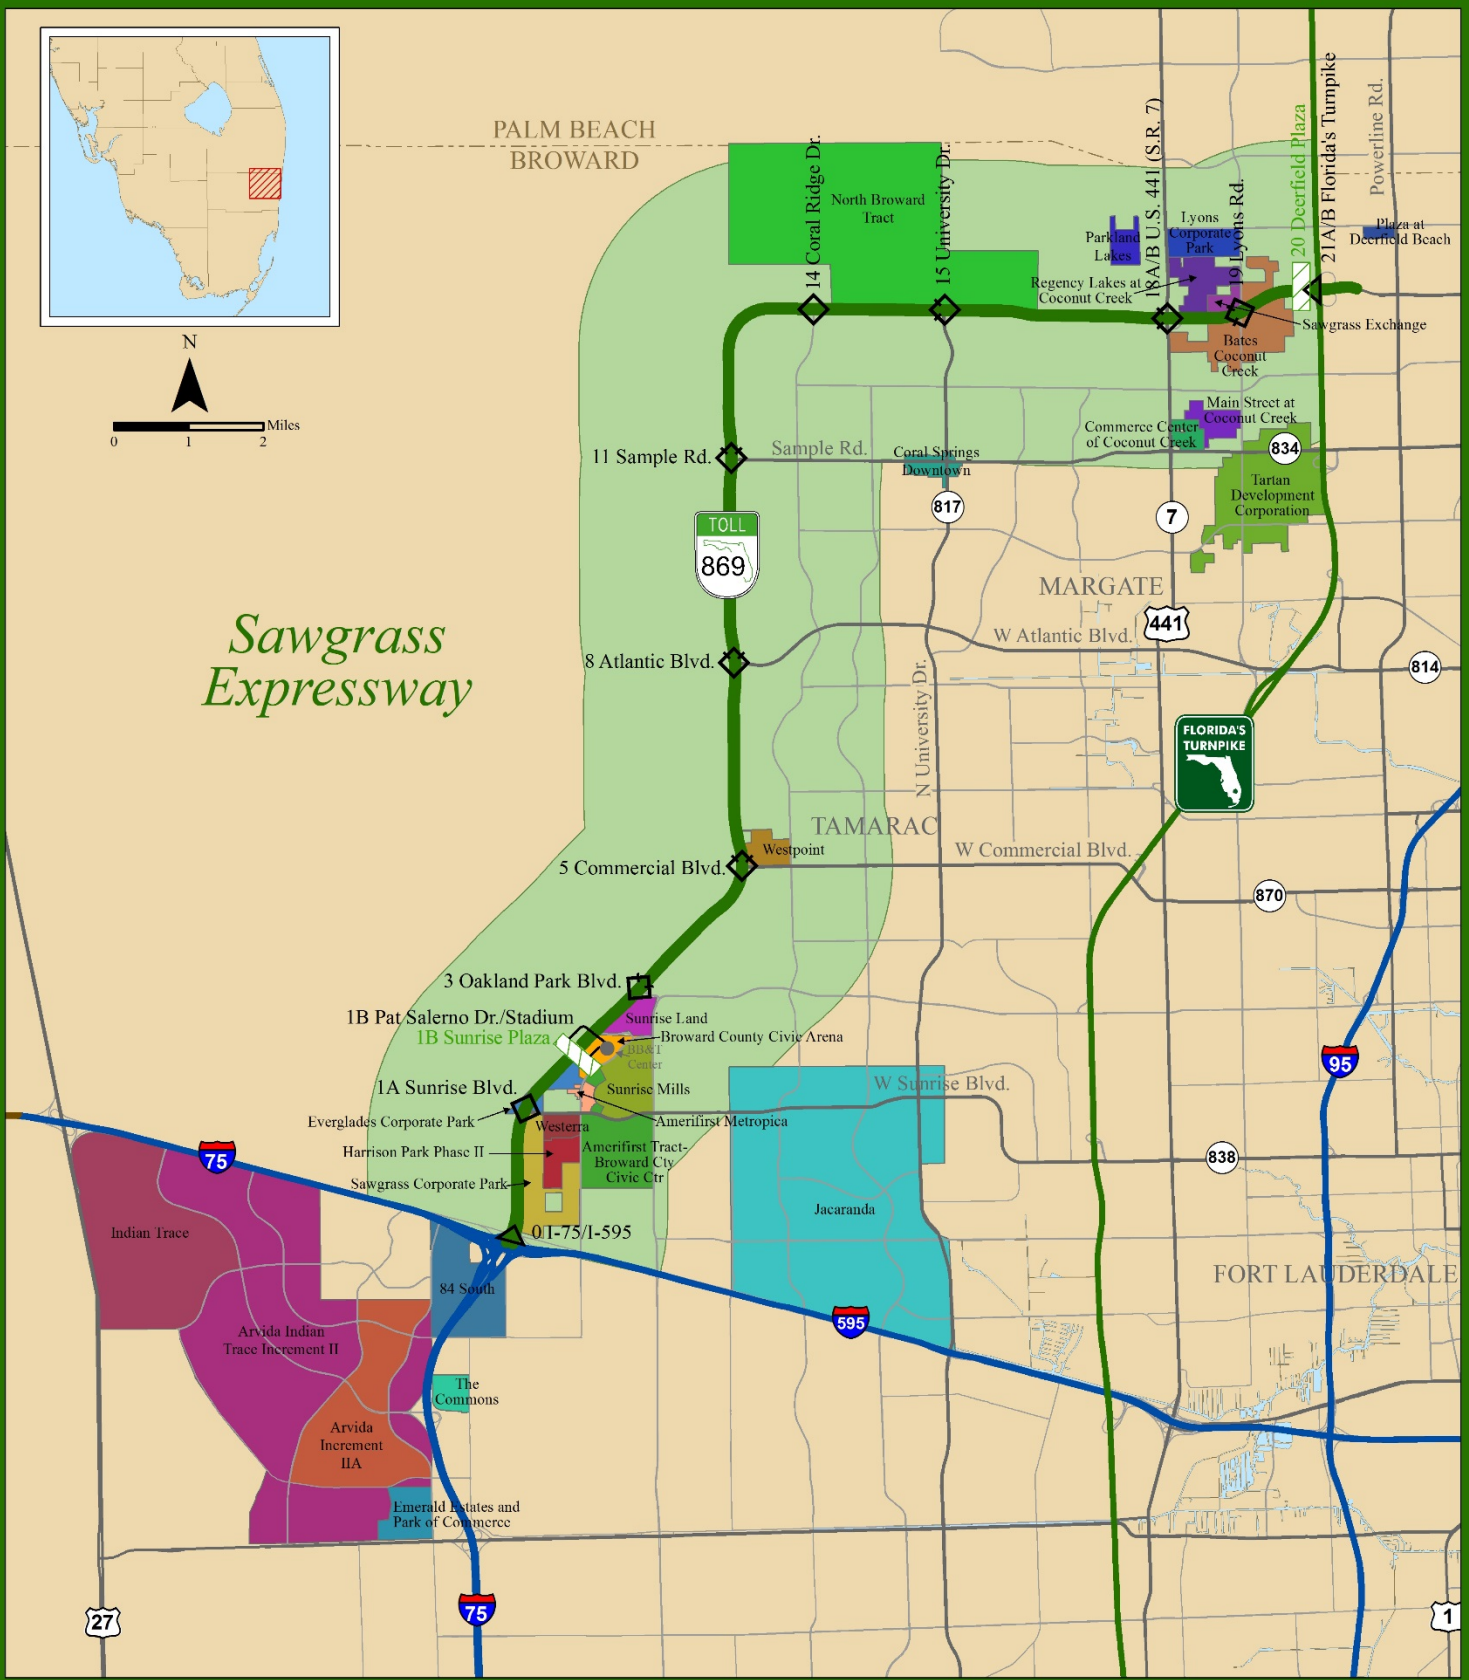 PALM BEACH
BROWARD
N
0
1
2
Miles
14 Coral Ridge Dr.
15 University Dr.
18A/B U.S. 441 (S.R. 7)
19 Lyons Rd.
20 Deerfield Plaza
21A/B Florida's Turnpike
Powerline Rd.
North Broward
Tract
Parkland
Lakes
Lyons
Corporate
Park
Plaza at
Deerfield Beach
Regency Lakes at
Coconut Creek
Sawgrass Exchange
Bates
Coconut
Creek
Main Street at
Coconut Creek
Commerce Center
of Coconut Creek
11 Sample Rd.
Sample Rd.
Coral Springs
Downtown
834
Tartan
Development
Corporation
817
7
TOLL
869
MARGATE
441
Sawgrass
Expressway
8 Atlantic Blvd.
W Atlantic Blvd.
814
N University Dr.
FLORIDA'S
TURNPIKE
TAMARAC
Westpoint
5 Commercial Blvd.
W Commercial Blvd.
870
3 Oakland Park Blvd.
1B Pat Salerno Dr./Stadium
Sunrise Land
1B Sunrise Plaza
Broward County Civic Arena
BB&T
Center
95
1A Sunrise Blvd.
Sunrise Mills
W Sunrise Blvd.
Everglades Corporate Park
Amerifirst Metropica
Westerra
Harrison Park Phase II
Amerifirst Tract-
Broward Cty
Civic Ctr
75
838
Sawgrass Corporate Park
Jacaranda
Indian Trace
0 I-75/I-595
84 South
FORT LAUDERDALE
595
Arvida Indian
Trace Increment II
The
Commons
Arvida
Increment
IIA
Emerald Estates and
Park of Commerce
27
75
1